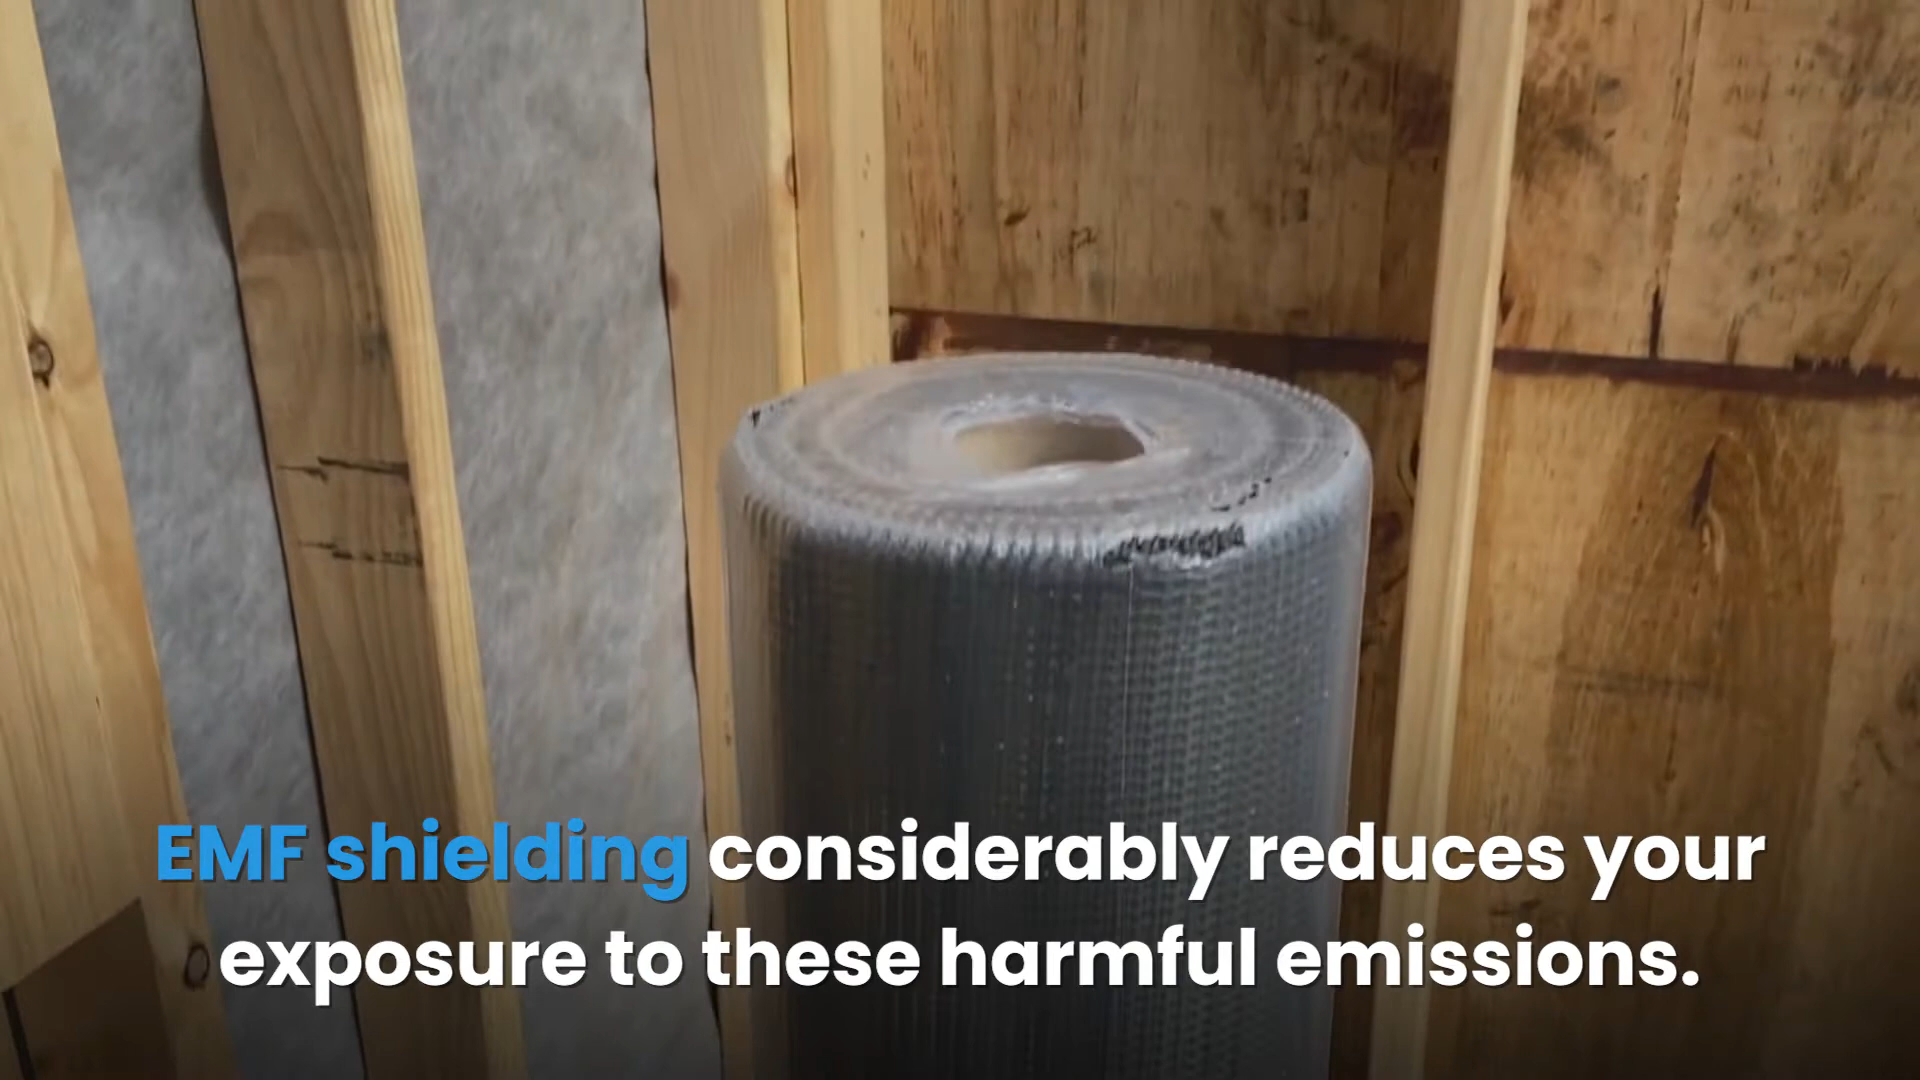 EMF shielding considerably reduces your
exposure to these harmful emissions.